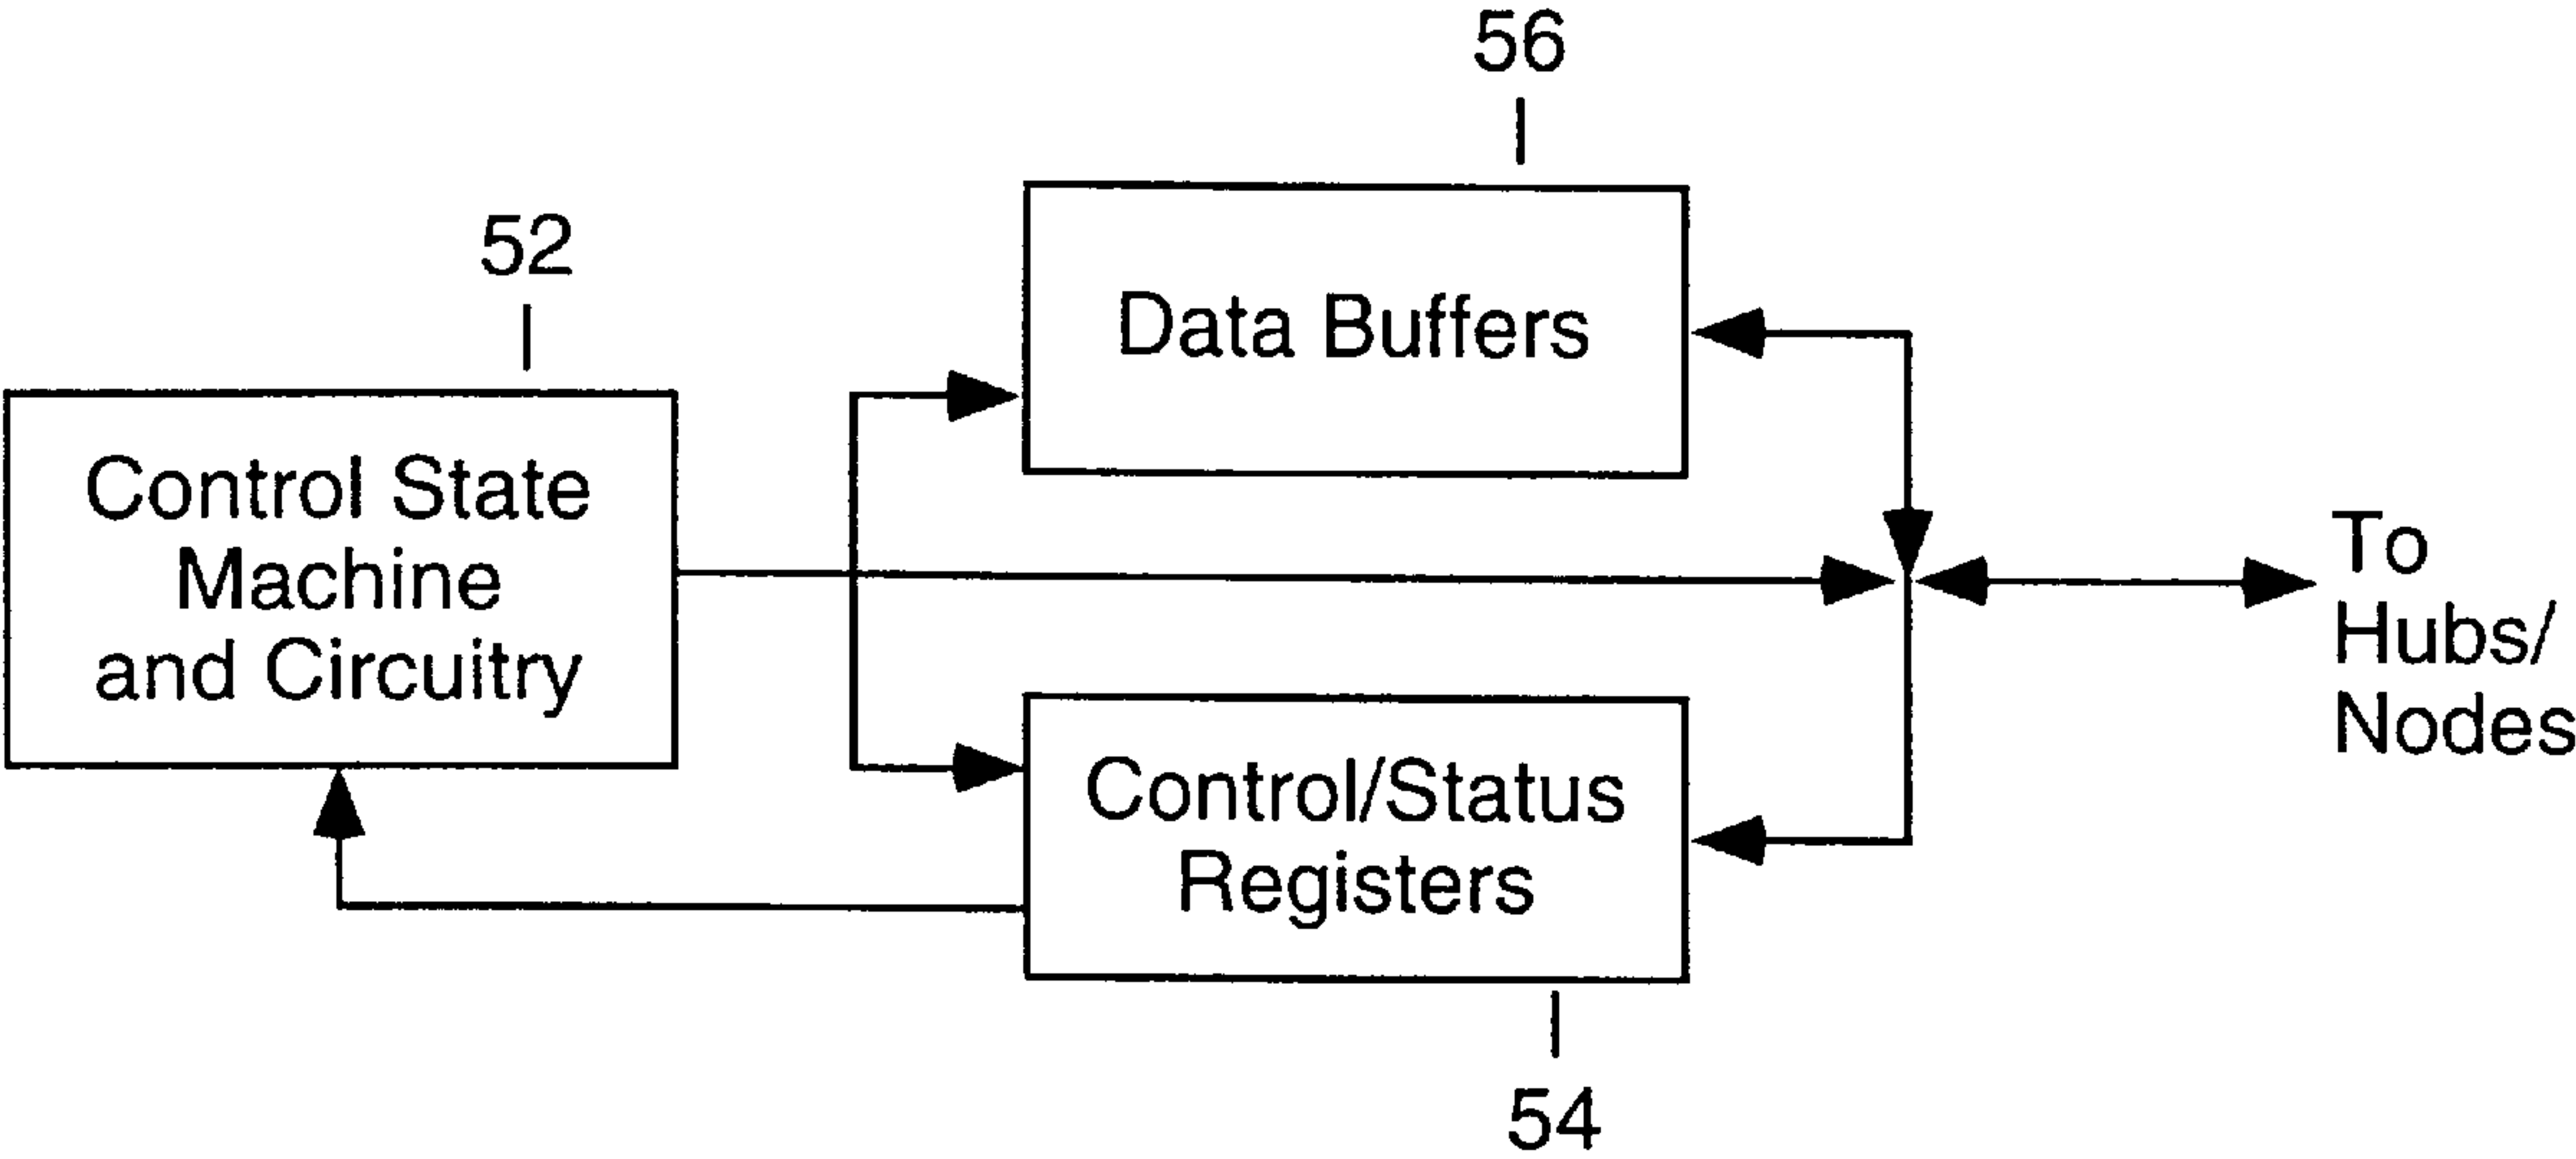 56
Data Buffers
52
Control State
Machine
and Circuitry
To
Hubs/
Nodes
Control/Status
Registers
54